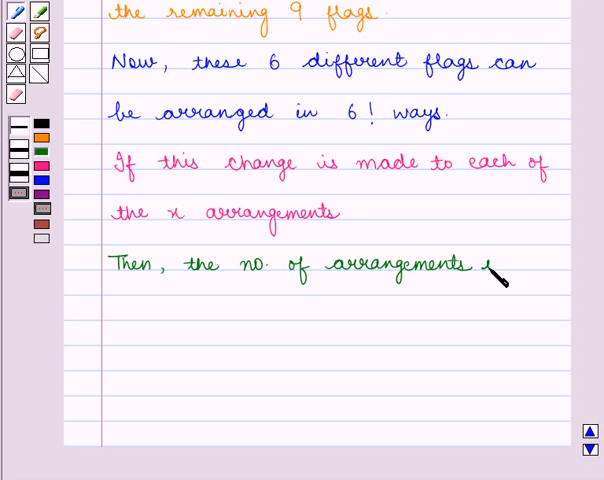 the remaining 9 flags.
Now, these 6 different flags can
be arranged in 6! ways.
If this change is made to each of
the x arrangements
Then, the no. of arrangements